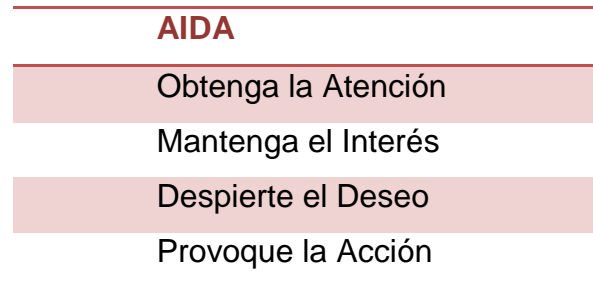 AIDA
Obtenga la Atención
Mantenga el Interés
Despierte el Deseo
Provoque la Acción